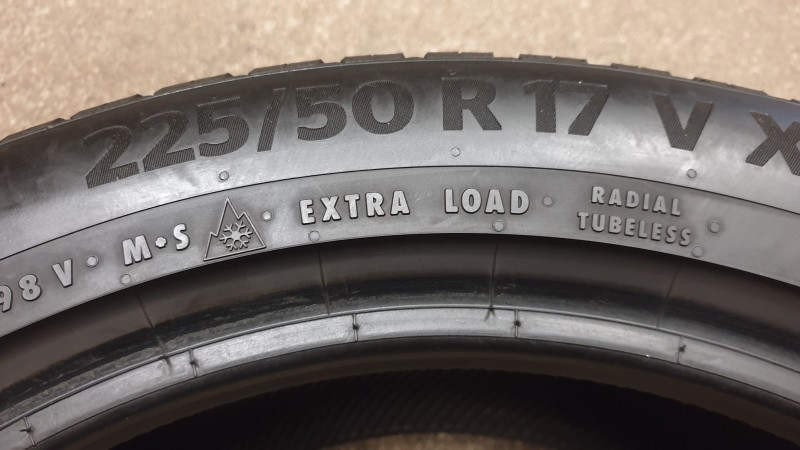 225/50 R 17 V X
98 V · M+S · EXTRA LOAD · RADIAL
TUBELESS